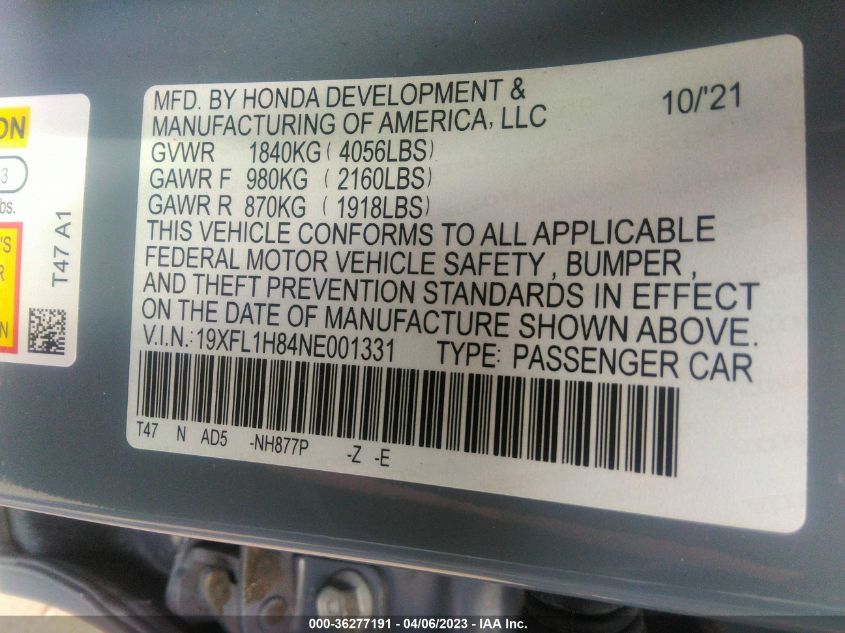 ON
3
bs.
'S
R
N
T47 A1
MFD. BY HONDA DEVELOPMENT & 10/'21
MANUFACTURING OF AMERICA, LLC
GVWR 1840KG ( 4056LBS)
GAWR F 980KG ( 2160LBS)
GAWR R 870KG ( 1918LBS)
THIS VEHICLE CONFORMS TO ALL APPLICABLE
FEDERAL MOTOR VEHICLE SAFETY , BUMPER ,
AND THEFT PREVENTION STANDARDS IN EFFECT
ON THE DATE OF MANUFACTURE SHOWN ABOVE.
V.I.N.: 19XFL1H84NE001331 TYPE: PASSENGER CAR
T47 N AD5 -NH877P -Z -E
000-36277191 - 04/06/2023 - IAA Inc.